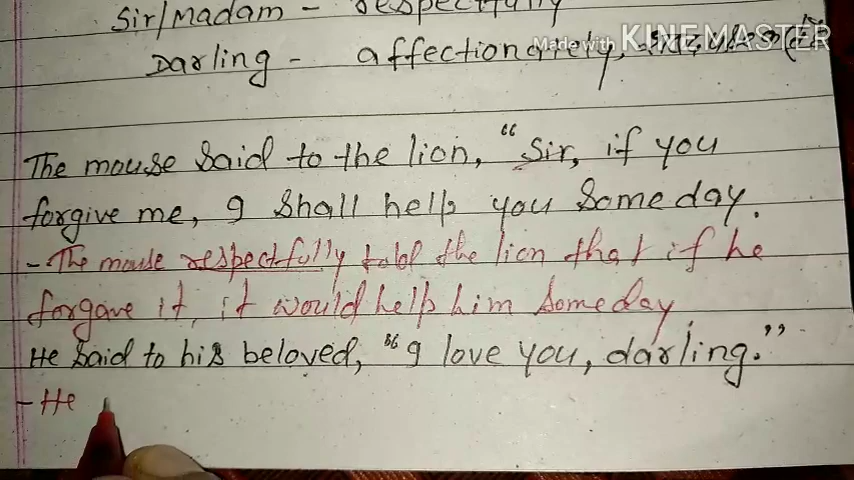 Sir/Madam - respectfully
Darling - affectionately,
Made with KINEMASTER
The mouse said to the lion, "Sir, if you
forgive me, I shall help you someday.
- The mouse respectfully told the lion that if he
forgave it, it would help him someday.
He said to his beloved, "I love you, darling."
- He